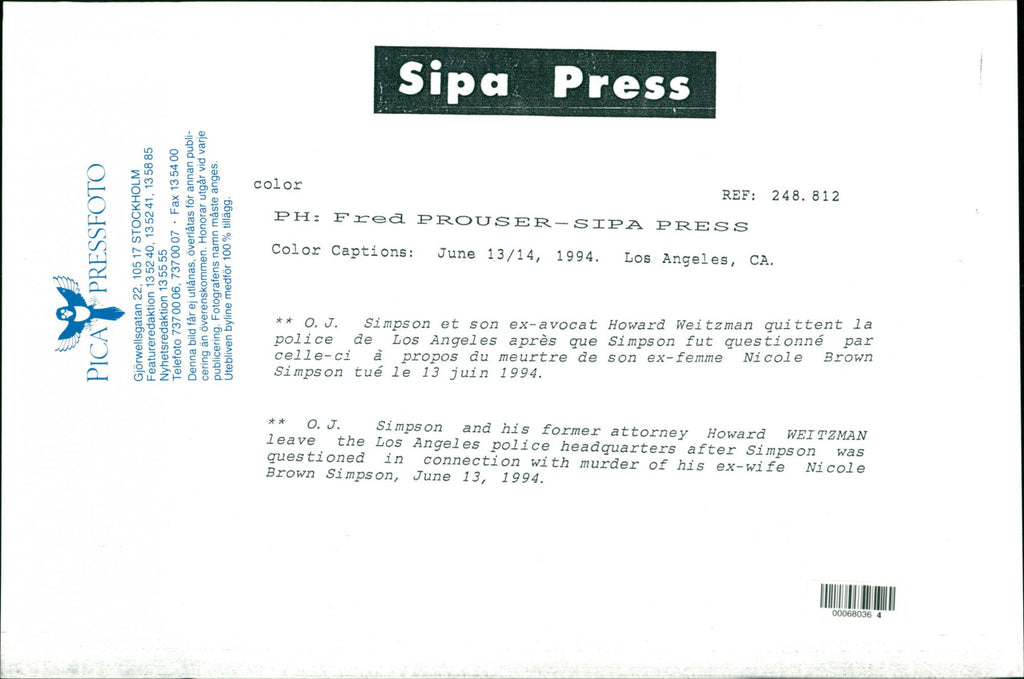 Sipa Press
PICA PRESSFOTO
Gjörwellsgatan 22, 105 17 STOCKHOLM
Featureredaktion 13 52 40, 13 52 41, 13 58 85
Nyhetsredaktion 13 55 55
Telefoto 737 00 06, 737 00 07 · Fax 13 54 00
Denna bild får ej utlånas, överlåtas för annan publi-
cering än överenskommen. Honorar utgår vid varje
publicering. Fotografens namn måste anges.
Utebliven byline medför 100% tillägg.
color
REF: 248.812
PH: Fred PROUSER-SIPA PRESS
Color Captions: June 13/14, 1994. Los Angeles, CA.
** O.J. Simpson et son ex-avocat Howard Weitzman quittent la
police de Los Angeles après que Simpson fut questionné par
celle-ci à propos du meurtre de son ex-femme Nicole Brown
Simpson tué le 13 juin 1994.
** O.J. Simpson and his former attorney Howard WEITZMAN
leave the Los Angeles police headquarters after Simpson was
questioned in connection with murder of his ex-wife Nicole
Brown Simpson, June 13, 1994.
00068036 4